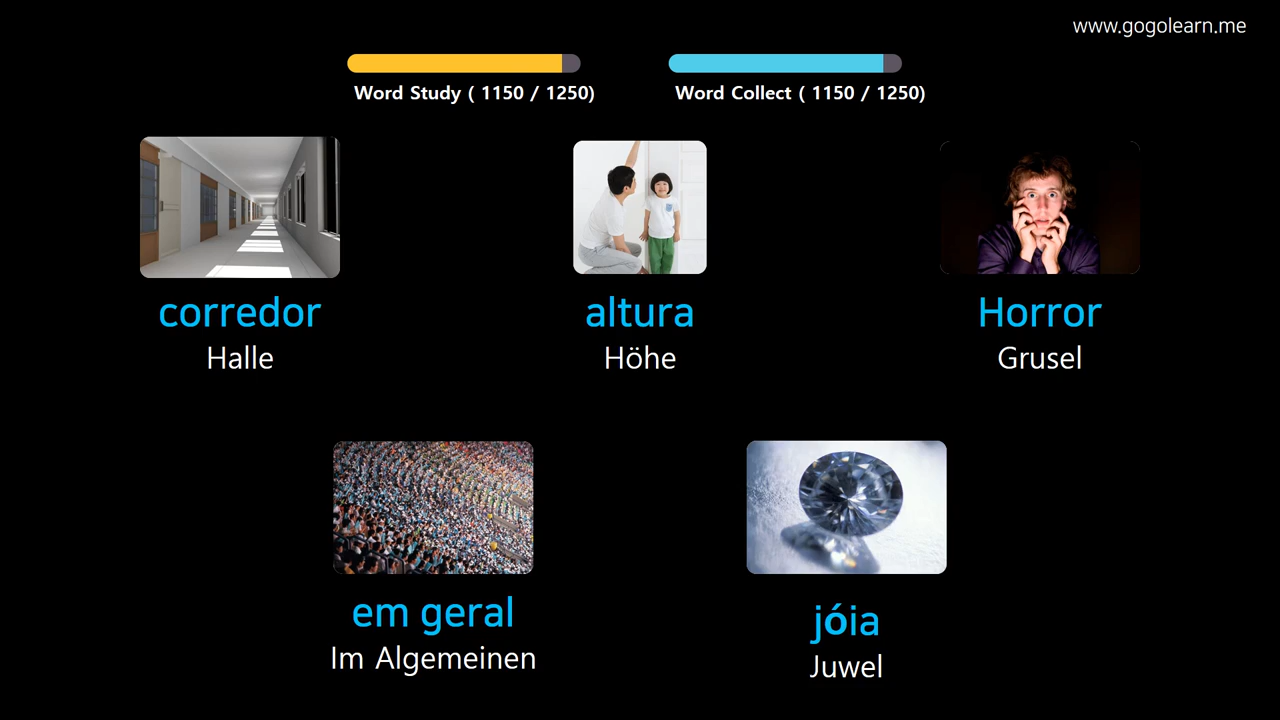 www.gogolearn.me
Word Study ( 1150 / 1250)
Word Collect ( 1150 / 1250)
corredor
Halle
altura
Höhe
Horror
Grusel
em geral
Im Algemeinen
jóia
Juwel